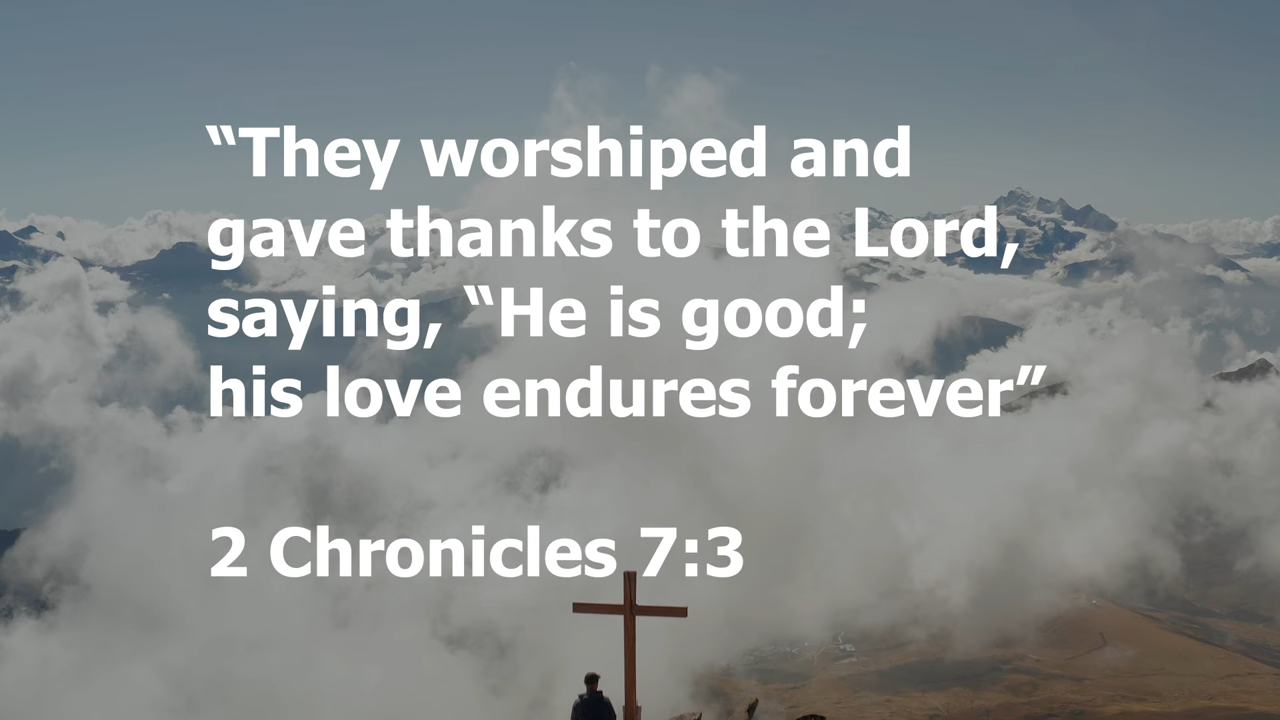 “They worshiped and
gave thanks to the Lord,
saying, “He is good;
his love endures forever”
2 Chronicles 7:3